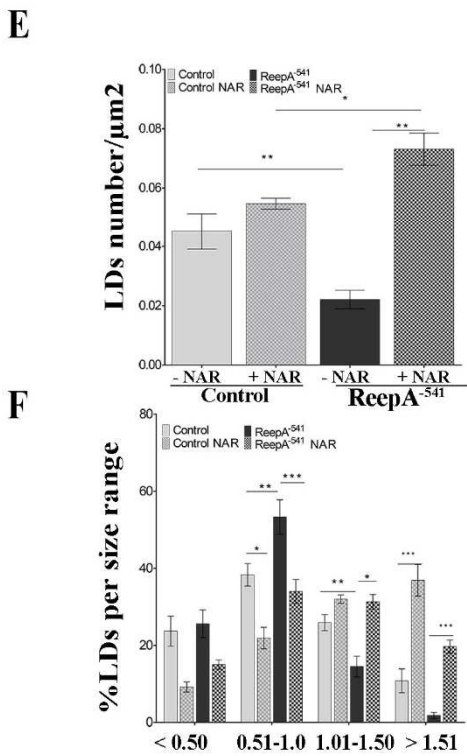 E
LDs number/μm2
0.10
0.08
0.06
0.04
0.02
0.00
Control ReepA-541
Control NAR ReepA-541 NAR
*
**
**
- NAR + NAR - NAR + NAR
Control ReepA-541
F
%LDs per size range
80
60
40
20
0
Control ReepA-541
Control NAR ReepA-541 NAR
** ***
*
** *
***
***
< 0.50 0.51-1.0 1.01-1.50 > 1.51